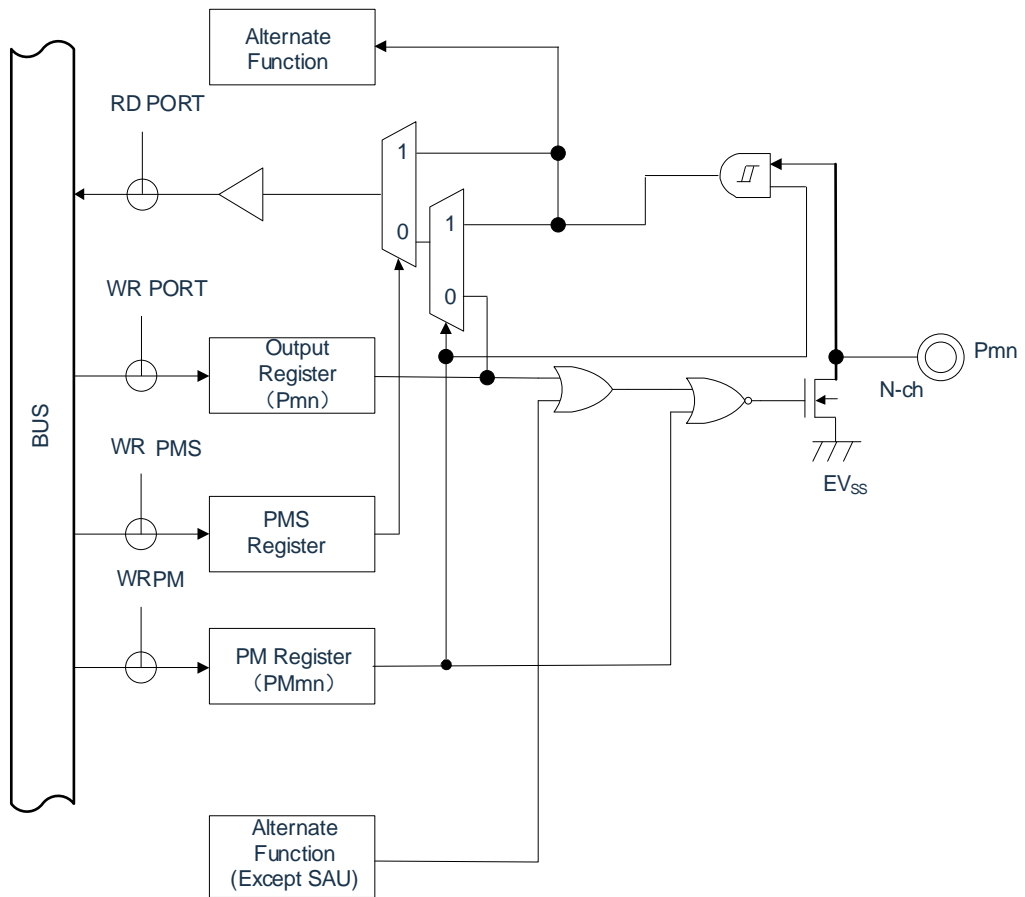 Alternate
Function
RD PORT
1
0
1
0
WR PORT
Output
Register
（Pmn）
Pmn
N-ch
EVSS
BUS
WR PMS
PMS
Register
WRPM
PM Register
（PMmn）
Alternate
Function
(Except SAU)